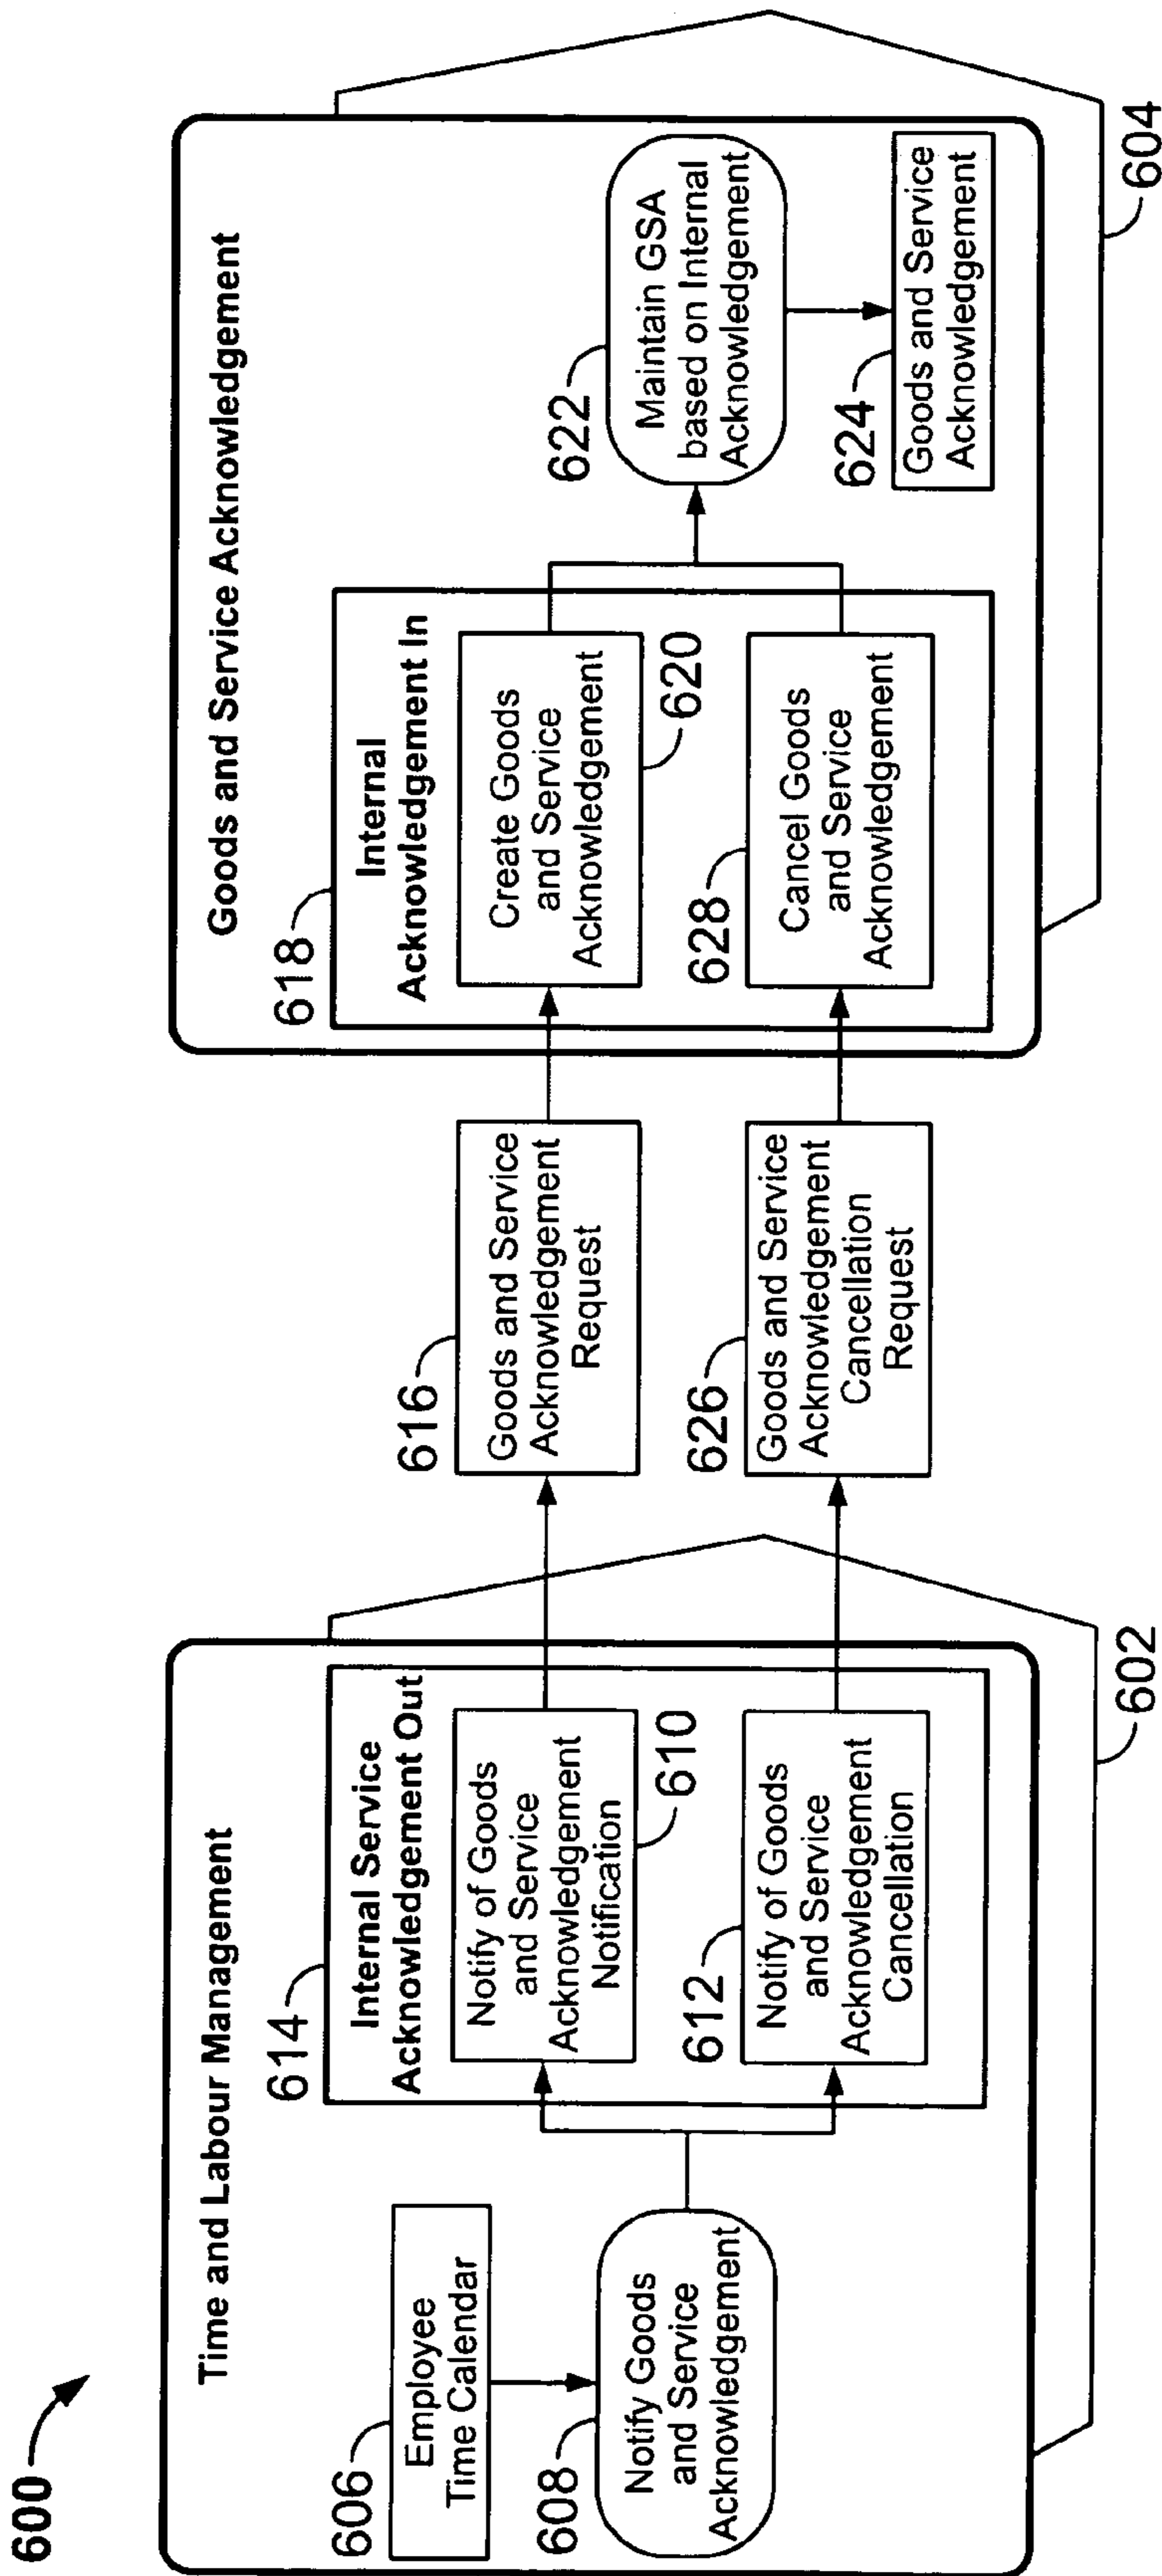 600
Time and Labour Management
606
Employee
Time Calendar
608
Notify Goods
and Service
Acknowledgement
614
Internal Service
Acknowledgement Out
Notify of Goods
and Service
Acknowledgement
Notification
610
612
Notify of Goods
and Service
Acknowledgement
Cancellation
602
616
Goods and Service
Acknowledgement
Request
626
Goods and Service
Acknowledgement
Cancellation
Request
Goods and Service Acknowledgement
618
Internal
Acknowledgement In
Create Goods
and Service
Acknowledgement
620
628
Cancel Goods
and Service
Acknowledgement
622
Maintain GSA
based on Internal
Acknowledgement
624
Goods and Service
Acknowledgement
604